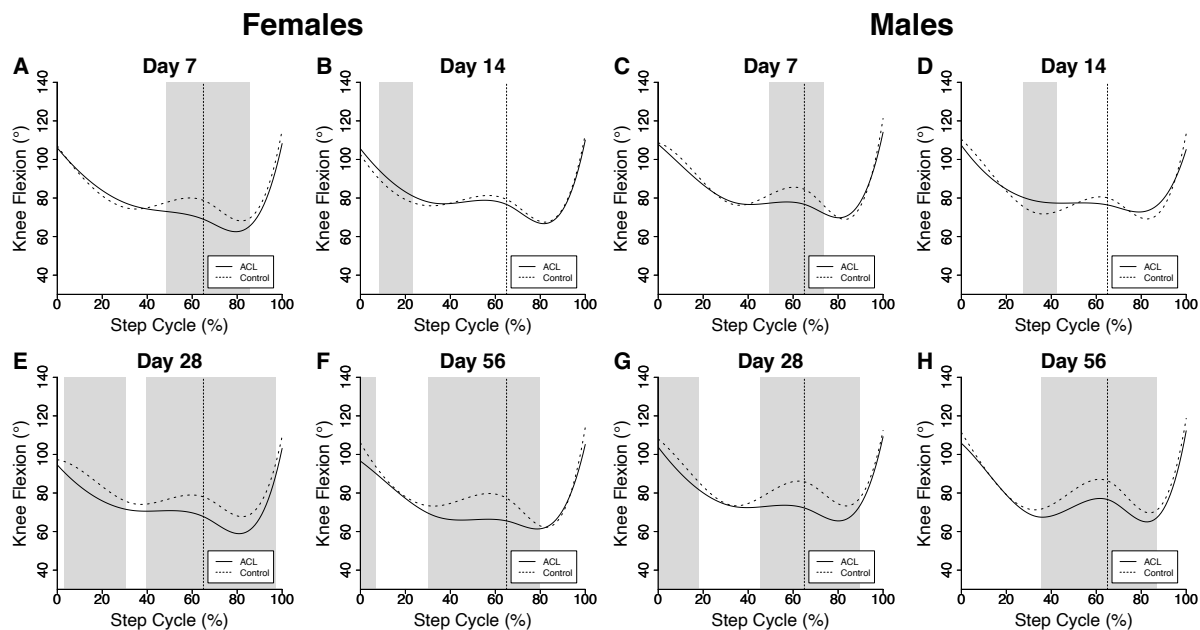 Females
Males
A
Day 7
Knee Flexion (°)
140
120
100
80
60
40
ACL
Control
0 20 40 60 80 100
Step Cycle (%)
B
Day 14
Knee Flexion (°)
140
120
100
80
60
40
ACL
Control
0 20 40 60 80 100
Step Cycle (%)
C
Day 7
Knee Flexion (°)
140
120
100
80
60
40
ACL
Control
0 20 40 60 80 100
Step Cycle (%)
D
Day 14
Knee Flexion (°)
140
120
100
80
60
40
ACL
Control
0 20 40 60 80 100
Step Cycle (%)
E
Day 28
Knee Flexion (°)
140
120
100
80
60
40
ACL
Control
0 20 40 60 80 100
Step Cycle (%)
F
Day 56
Knee Flexion (°)
140
120
100
80
60
40
ACL
Control
0 20 40 60 80 100
Step Cycle (%)
G
Day 28
Knee Flexion (°)
140
120
100
80
60
40
ACL
Control
0 20 40 60 80 100
Step Cycle (%)
H
Day 56
Knee Flexion (°)
140
120
100
80
60
40
ACL
Control
0 20 40 60 80 100
Step Cycle (%)